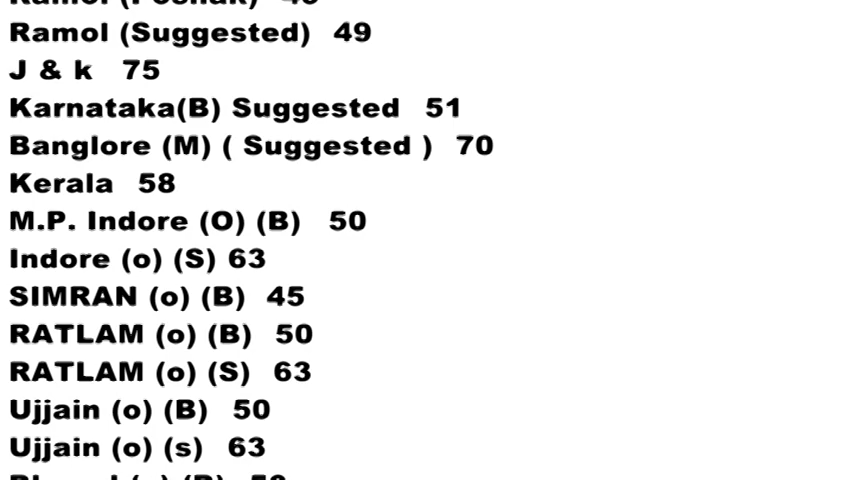 Ramol (Suggested) 49
J & k 75
Karnataka(B) Suggested 51
Banglore (M) ( Suggested ) 70
Kerala 58
M.P. Indore (O) (B) 50
Indore (o) (S) 63
SIMRAN (o) (B) 45
RATLAM (o) (B) 50
RATLAM (o) (S) 63
Ujjain (o) (B) 50
Ujjain (o) (s) 63